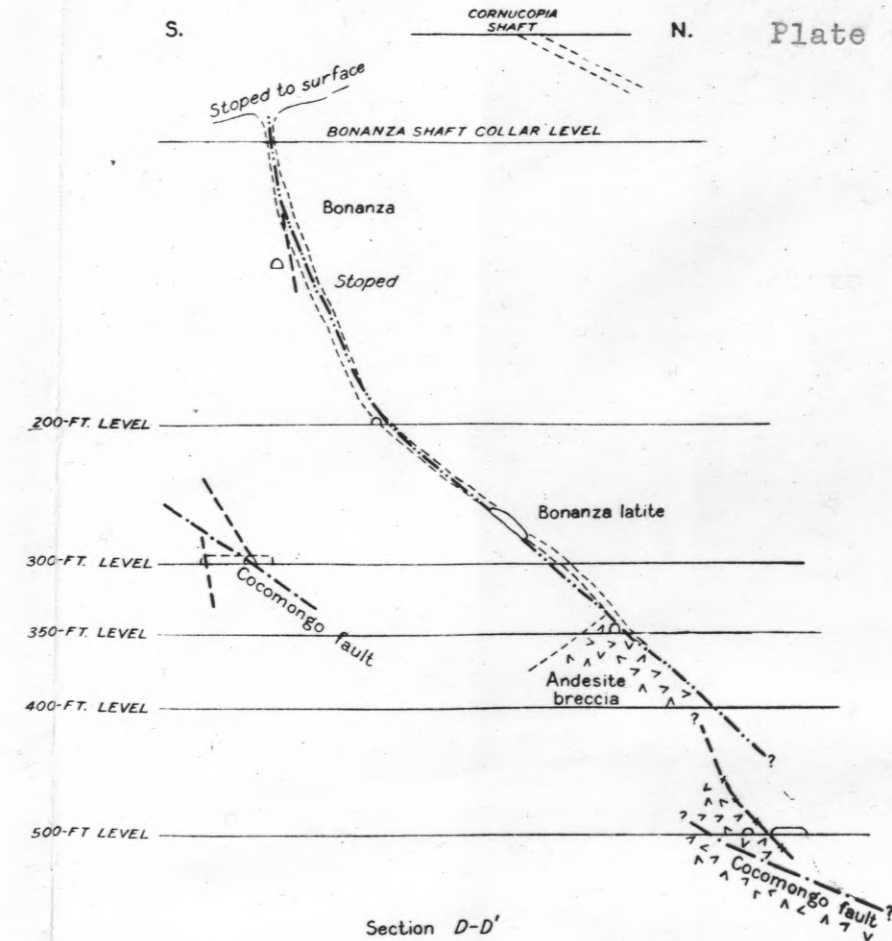 CORNUCOPIA
SHAFT
S.
N.
Plate
Stoped to surface
BONANZA SHAFT COLLAR LEVEL
Bonanza
Stoped
200-FT. LEVEL
Bonanza latite
300-FT. LEVEL
Cocomongo fault
350-FT. LEVEL
Andesite
breccia
400-FT. LEVEL
?
?
500-FT LEVEL
?
Cocomongo fault
?
Section D-D'